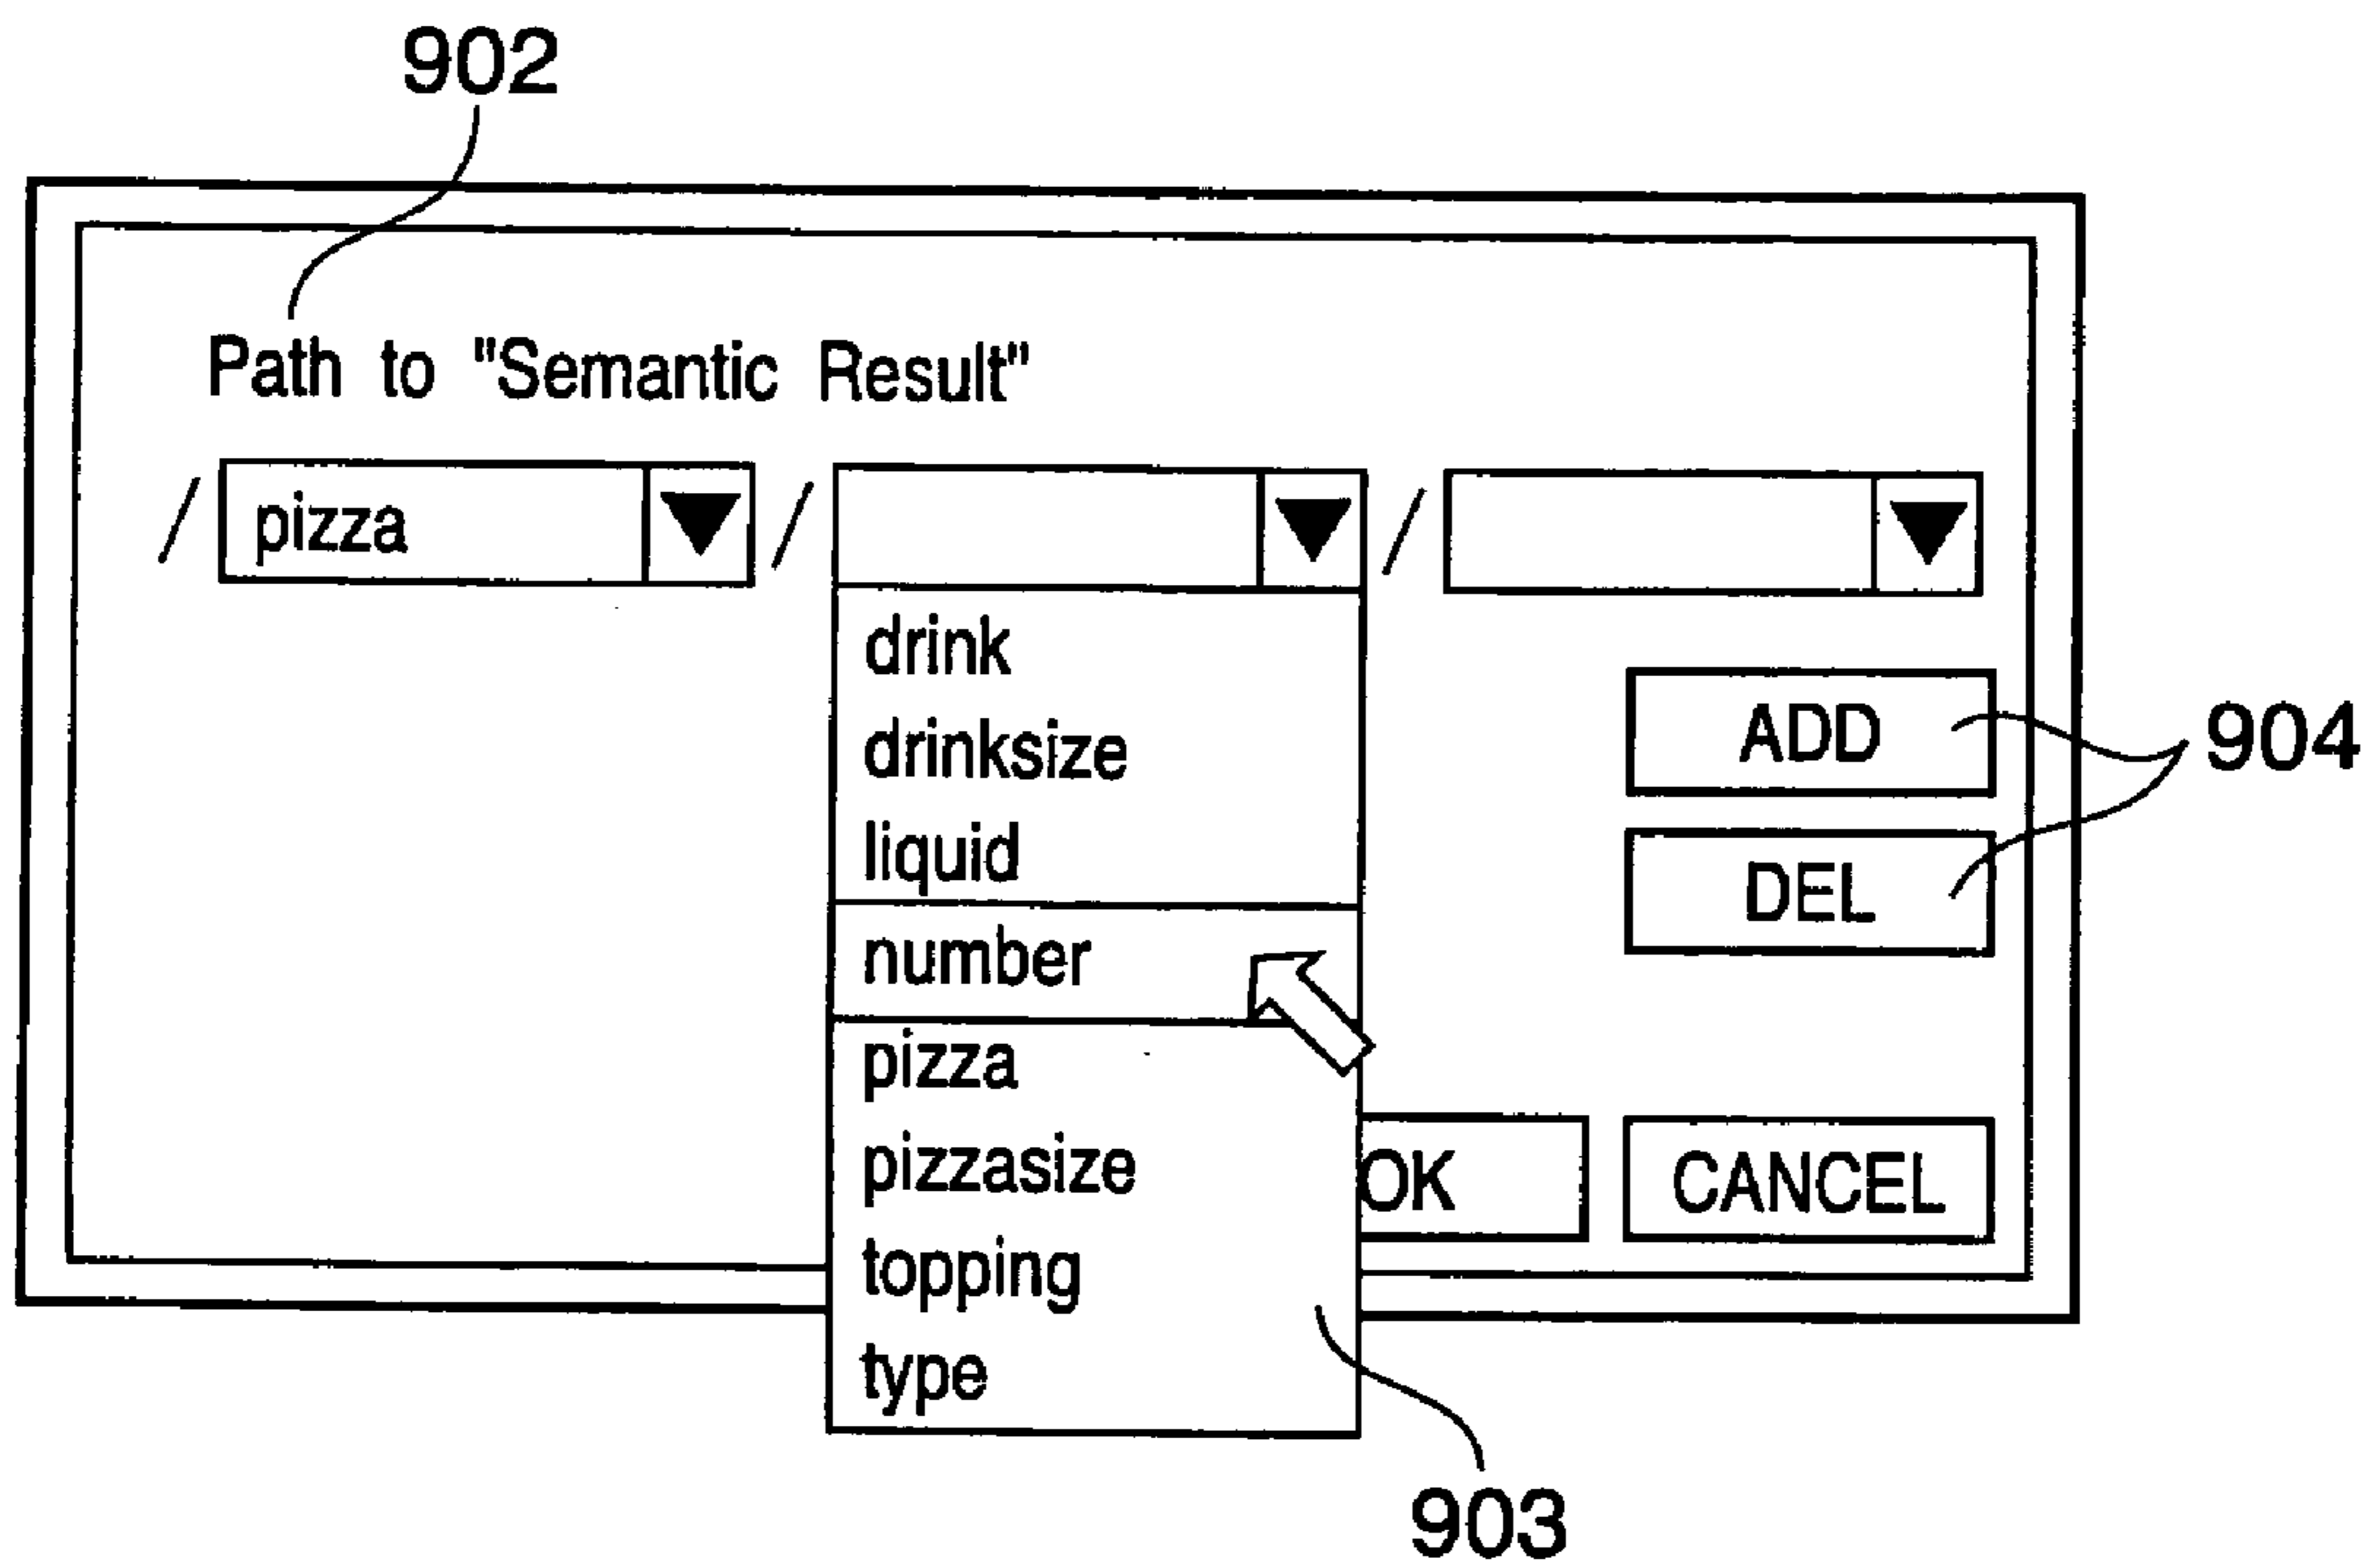 902
Path to "Semantic Result"
/ pizza / /
drink
drinksize
liquid
number
pizza
pizzasize
topping
type
ADD
DEL
904
OK
CANCEL
903